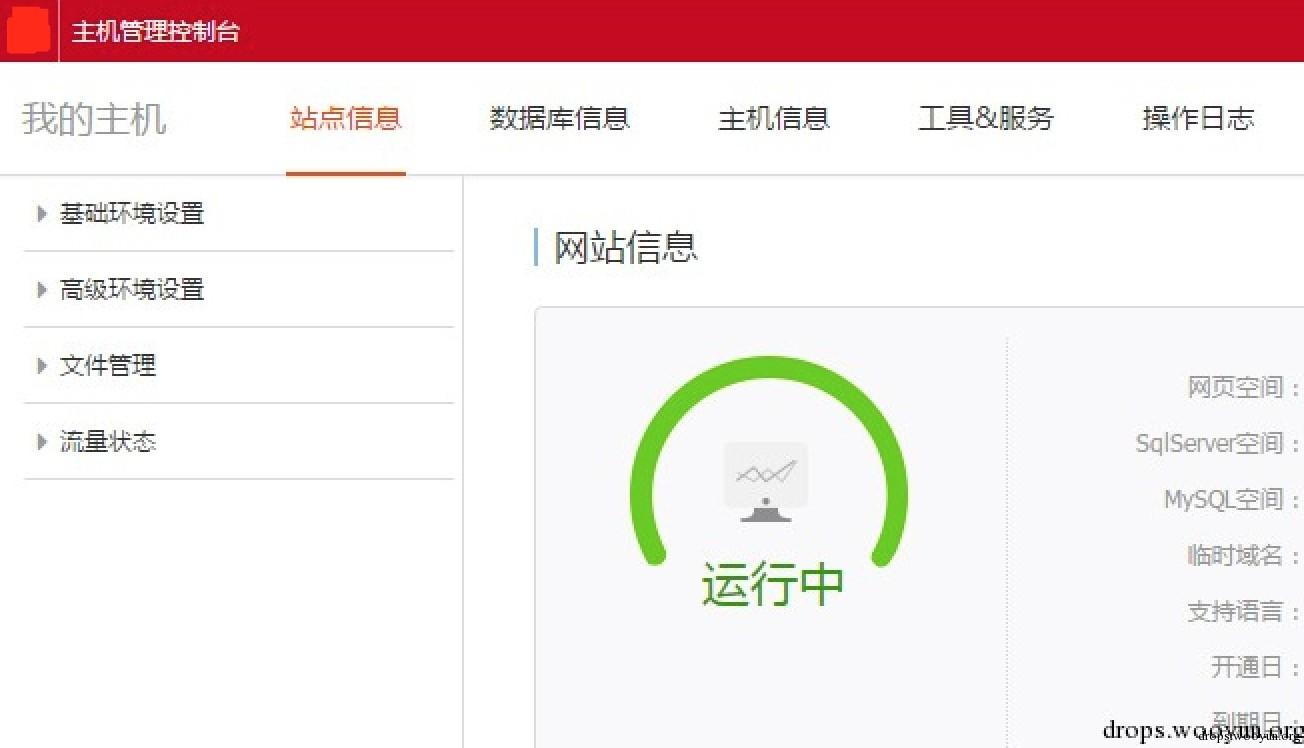 主机管理控制台
我的主机 站点信息 数据库信息 主机信息 工具&服务 操作日志
基础环境设置
高级环境设置
文件管理
流量状态
网站信息
运行中
网页空间：
SqlServer空间：
MySQL空间：
临时域名：
支持语言：
开通日：
到期日：
drops.wooyun.org
drops.wooyun.org